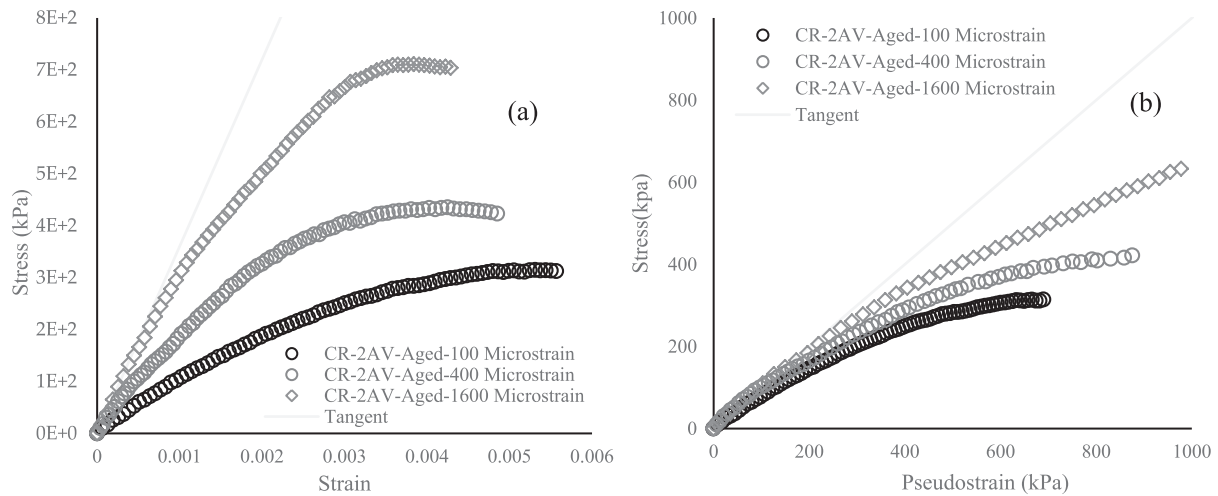 8E+2
7E+2
6E+2
5E+2
4E+2
3E+2
2E+2
1E+2
0E+0
Stress (kPa)
(a)
CR-2AV-Aged-100 Microstrain
CR-2AV-Aged-400 Microstrain
CR-2AV-Aged-1600 Microstrain
Tangent
0 0.001 0.002 0.003 0.004 0.005 0.006
Strain
1000
800
600
400
200
0
Stress(kpa)
CR-2AV-Aged-100 Microstrain
CR-2AV-Aged-400 Microstrain
CR-2AV-Aged-1600 Microstrain
Tangent
(b)
0 200 400 600 800 1000
Pseudostrain (kPa)